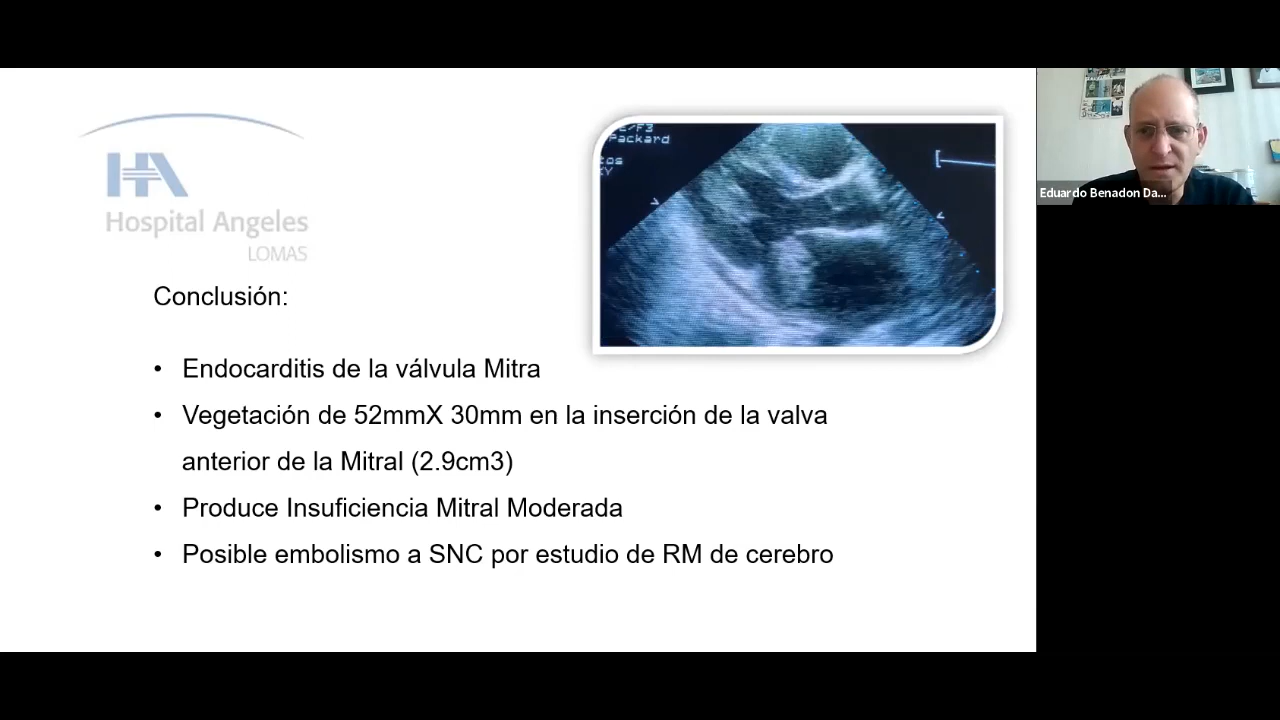 HA
Hospital Angeles
LOMAS
Packard
Eduardo Benadon Da...
Conclusión:
• Endocarditis de la válvula Mitra
• Vegetación de 52mmX 30mm en la inserción de la valva
anterior de la Mitral (2.9cm3)
• Produce Insuficiencia Mitral Moderada
• Posible embolismo a SNC por estudio de RM de cerebro